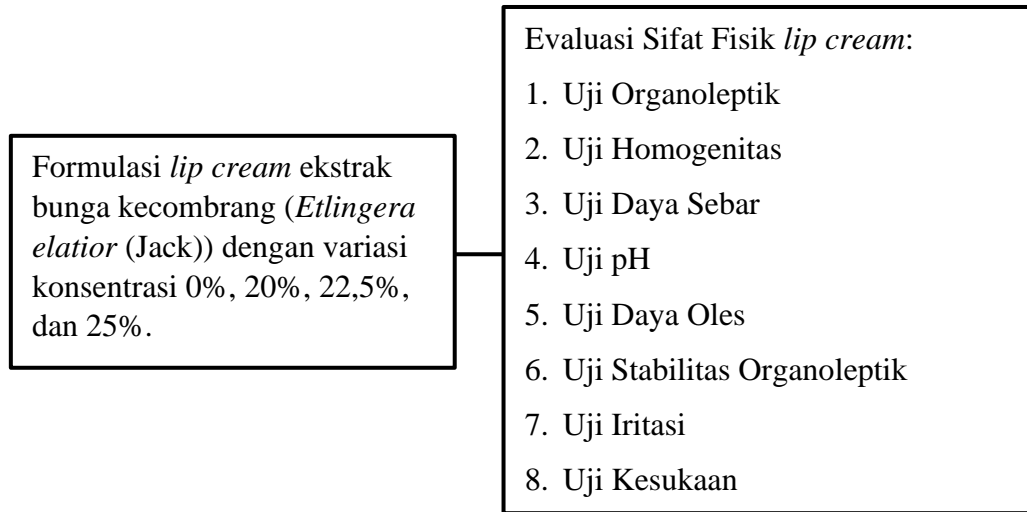 Formulasi lip cream ekstrak
bunga kecombrang (Etlingera
elatior (Jack)) dengan variasi
konsentrasi 0%, 20%, 22,5%,
dan 25%.
Evaluasi Sifat Fisik lip cream:
1. Uji Organoleptik
2. Uji Homogenitas
3. Uji Daya Sebar
4. Uji pH
5. Uji Daya Oles
6. Uji Stabilitas Organoleptik
7. Uji Iritasi
8. Uji Kesukaan